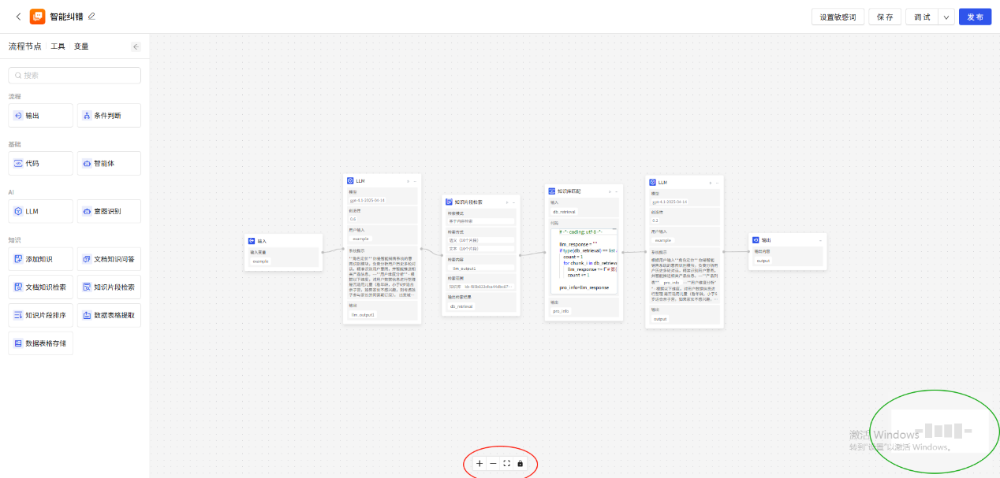 智能纠错
设置敏感词
保 存
调 试
发 布
流程节点
工具
变量
搜索
流程
输出
条件判断
基础
代码
智能体
AI
LLM
意图识别
知识
添加知识
文档知识问答
文档知识检索
知识片段检索
知识片段排序
数据表格提取
数据表格存储
输入
输入变量
example
LLM
模型
gpt-4.1-2025-04-14
创造性
0.6
用户输入
example
系统提示
输出
llm_output1
知识片段检索
检索模式
检索方式
语义（10个片段）
文本（10个片段）
检索内容
llm_output1
检索范围
输出检索结果
db_retrieval
知识库匹配
输入
db_retrieval
代码
# -*- coding: utf-8 -*-
llm_response = ""
if type(db_retrieval) == list
count = 1
for chunk_i in db_retriev
llm_response += f"#
count += 1
pro_info=llm_response
输出
pro_info
LLM
模型
gpt-4.1-2025-04-14
创造性
0.2
用户输入
example
系统提示
输出
output
输出
输出内容
output
激活 Windows
转到"设置"以激活 Windows。